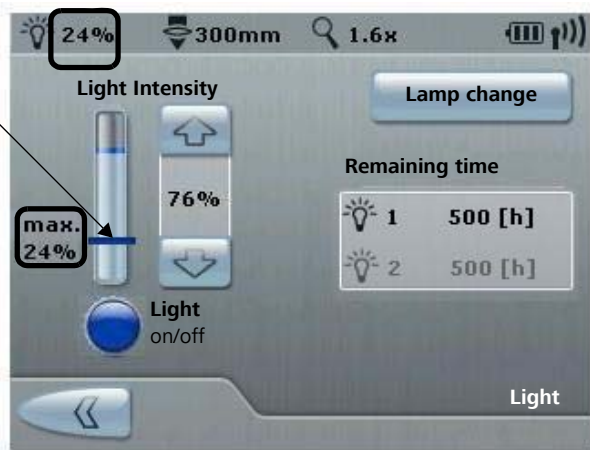 24% 300mm 1.6x
Light Intensity
Lamp change
76%
Remaining time
max.
24%
1 500 [h]
2 500 [h]
Light
on/off
Light